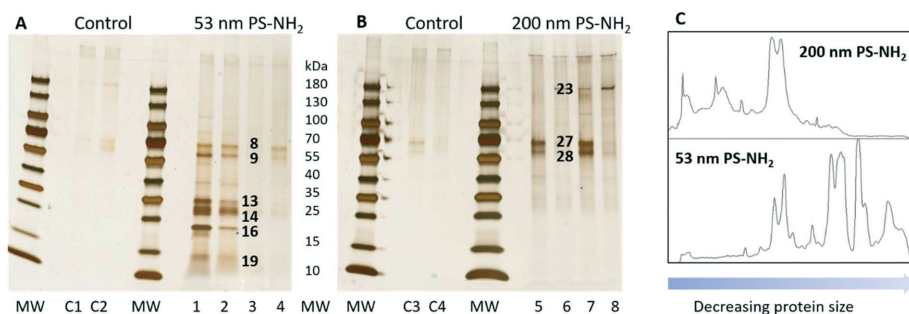 A Control 53 nm PS-NH2
kDa
180
130
100
70
55
40
35
25
15
10
8
9
13
14
16
19
MW C1 C2 MW 1 2 3 4 MW
B Control 200 nm PS-NH2
23
27
28
C3 C4 MW 5 6 7 8
C
200 nm PS-NH2
53 nm PS-NH2
Decreasing protein size